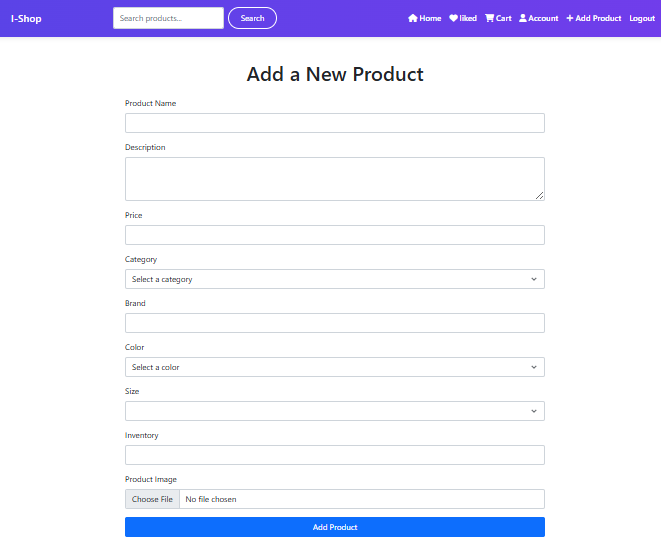 I-Shop
Search products...
Search
Home
liked
Cart
Account
Add Product
Logout
Add a New Product
Product Name
Description
Price
Category
Select a category
Brand
Color
Select a color
Size
Inventory
Product Image
Choose File No file chosen
Add Product